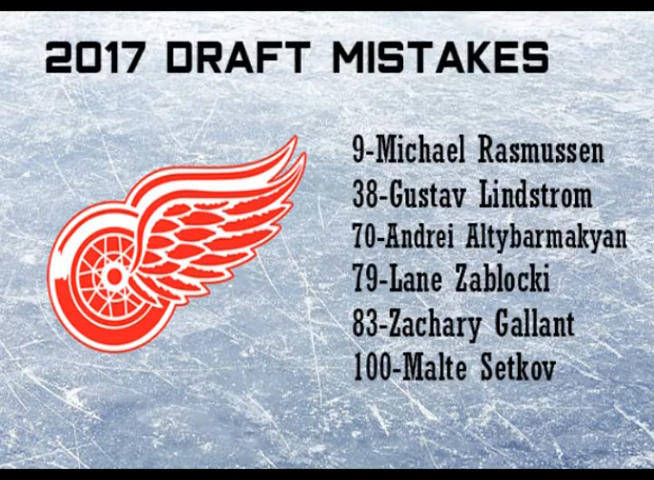 2017 DRAFT MISTAKES
9-Michael Rasmussen
38-Gustav Lindstrom
70-Andrei Altybarmakyan
79-Lane Zablocki
83-Zachary Gallant
100-Malte Setkov